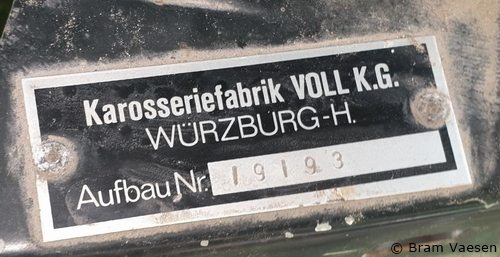 Karosseriefabrik VOLL K.G.
WÜRZBURG-H.
Aufbau Nr. 19193
© Bram Vaesen